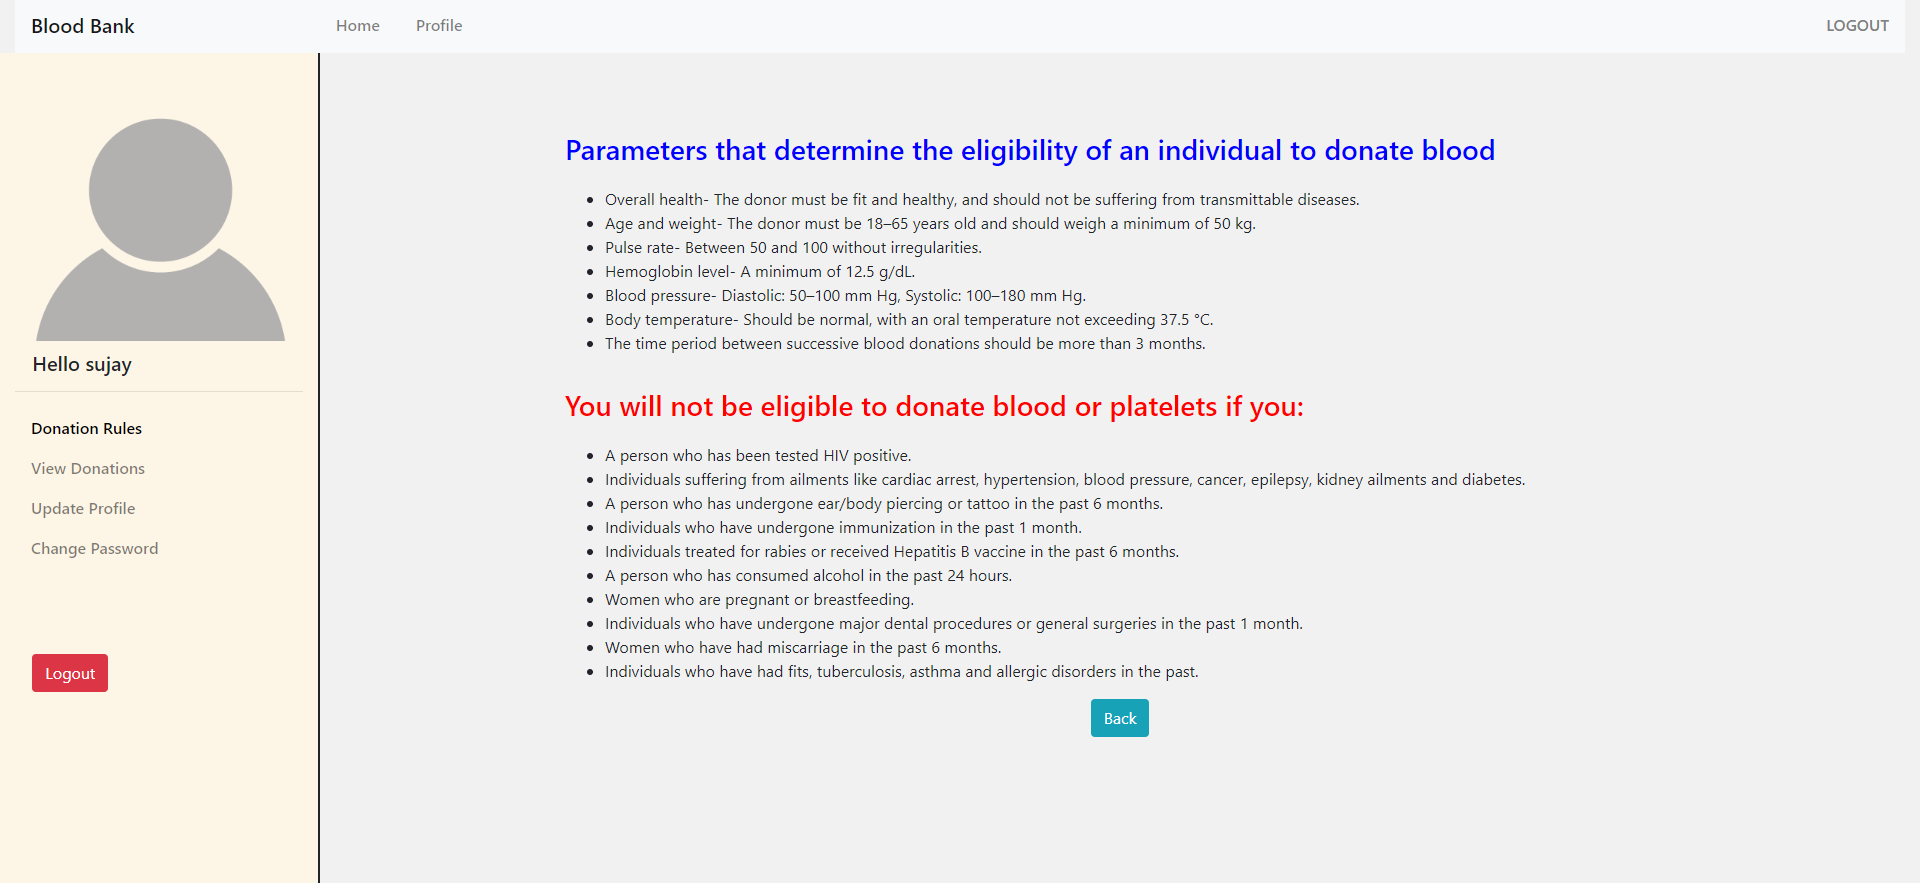 Blood Bank
Home
Profile
LOGOUT
Hello sujay
Donation Rules
View Donations
Update Profile
Change Password
Logout
Parameters that determine the eligibility of an individual to donate blood
Overall health- The donor must be fit and healthy, and should not be suffering from transmittable diseases.
Age and weight- The donor must be 18–65 years old and should weigh a minimum of 50 kg.
Pulse rate- Between 50 and 100 without irregularities.
Hemoglobin level- A minimum of 12.5 g/dL.
Blood pressure- Diastolic: 50–100 mm Hg, Systolic: 100–180 mm Hg.
Body temperature- Should be normal, with an oral temperature not exceeding 37.5 °C.
The time period between successive blood donations should be more than 3 months.
You will not be eligible to donate blood or platelets if you:
A person who has been tested HIV positive.
Individuals suffering from ailments like cardiac arrest, hypertension, blood pressure, cancer, epilepsy, kidney ailments and diabetes.
A person who has undergone ear/body piercing or tattoo in the past 6 months.
Individuals who have undergone immunization in the past 1 month.
Individuals treated for rabies or received Hepatitis B vaccine in the past 6 months.
A person who has consumed alcohol in the past 24 hours.
Women who are pregnant or breastfeeding.
Individuals who have undergone major dental procedures or general surgeries in the past 1 month.
Women who have had miscarriage in the past 6 months.
Individuals who have had fits, tuberculosis, asthma and allergic disorders in the past.
Back